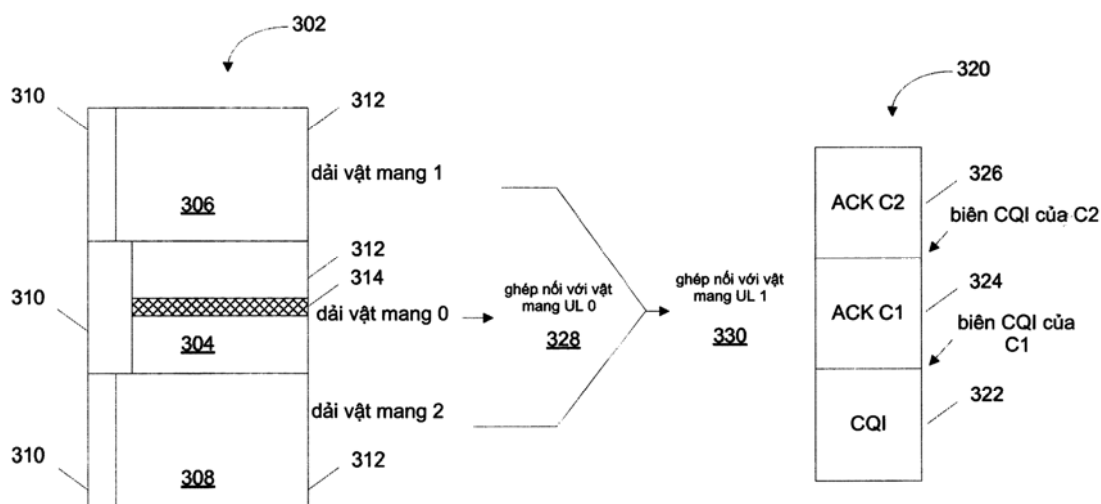 302
310
312
dải vật mang 1
306
312
314
310
dải vật mang 0
304
dải vật mang 2
310
308
312
ghép nối với vật
mang UL 0
328
ghép nối với vật
mang UL 1
330
320
ACK C2
326
biên CQI của C2
ACK C1
324
biên CQI của
C1
CQI
322